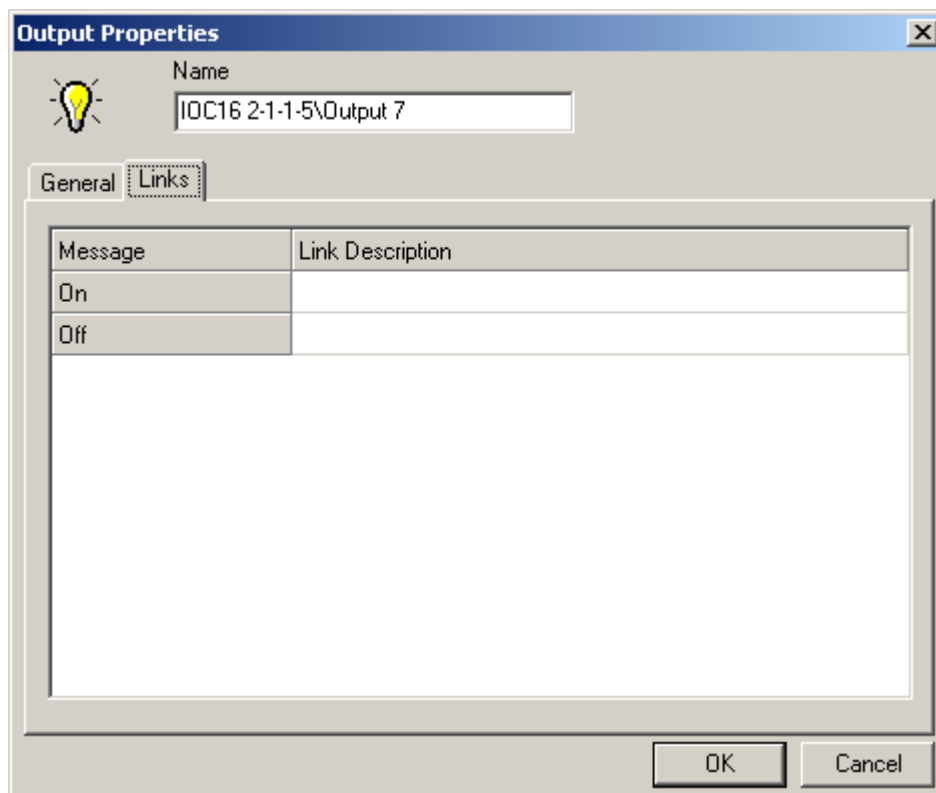 Output Properties
Name
IOC16 2-1-1-5\Output 7
General Links
Message Link Description
On
Off
OK Cancel